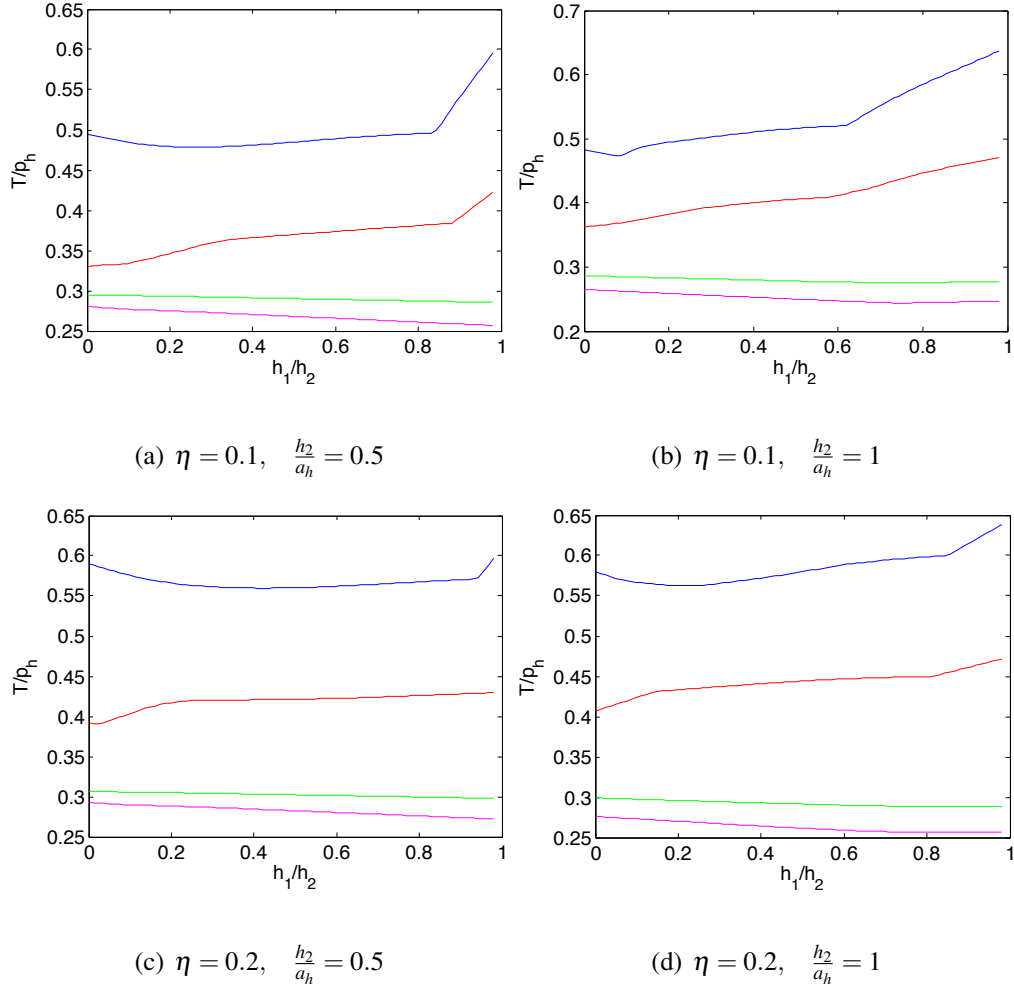 0.65
0.6
0.55
0.5
0.45
0.4
0.35
0.3
0.25
T/p_h
0 0.2 0.4 0.6 0.8 1
h_1/h_2
(a) η = 0.1, h_2/a_h = 0.5
0.7
0.6
0.5
0.4
0.3
0.2
T/p_h
0 0.2 0.4 0.6 0.8 1
h_1/h_2
(b) η = 0.1, h_2/a_h = 1
0.65
0.6
0.55
0.5
0.45
0.4
0.35
0.3
0.25
T/p_h
0 0.2 0.4 0.6 0.8 1
h_1/h_2
(c) η = 0.2, h_2/a_h = 0.5
0.65
0.6
0.55
0.5
0.45
0.4
0.35
0.3
0.25
T/p_h
0 0.2 0.4 0.6 0.8 1
h_1/h_2
(d) η = 0.2, h_2/a_h = 1